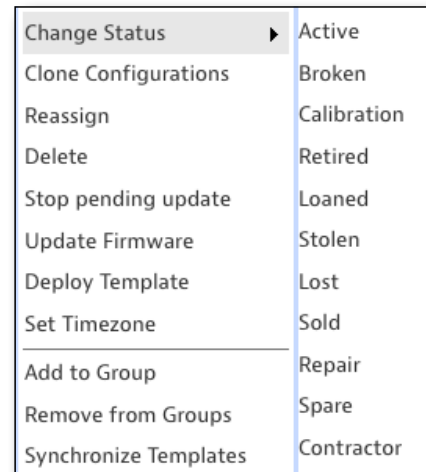 Change Status
Clone Configurations
Reassign
Delete
Stop pending update
Update Firmware
Deploy Template
Set Timezone
Add to Group
Remove from Groups
Synchronize Templates
Active
Broken
Calibration
Retired
Loaned
Stolen
Lost
Sold
Repair
Spare
Contractor